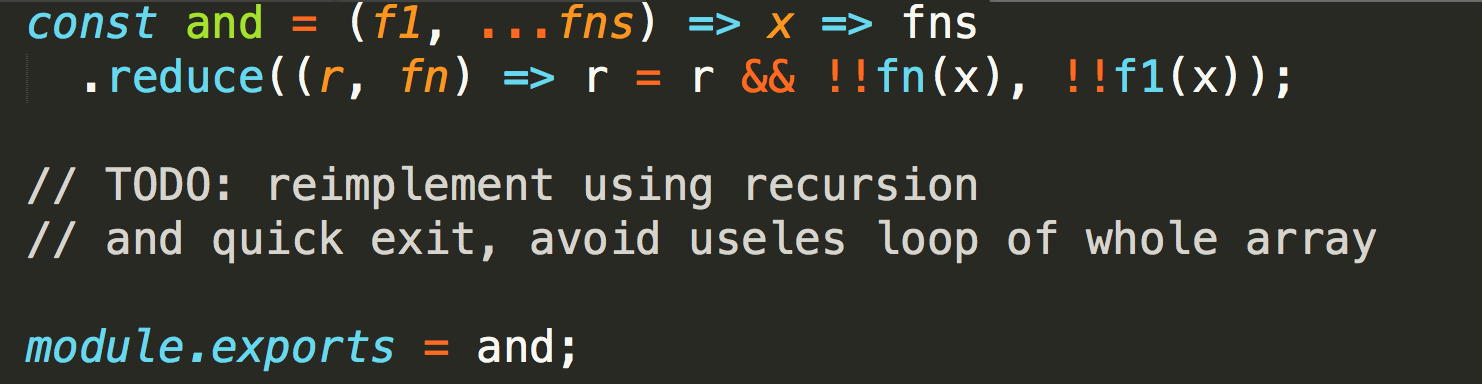 const and = (f1, ...fns) => x => fns
.reduce((r, fn) => r = r && !!fn(x), !!f1(x));
// TODO: reimplement using recursion
// and quick exit, avoid useles loop of whole array
module.exports = and;